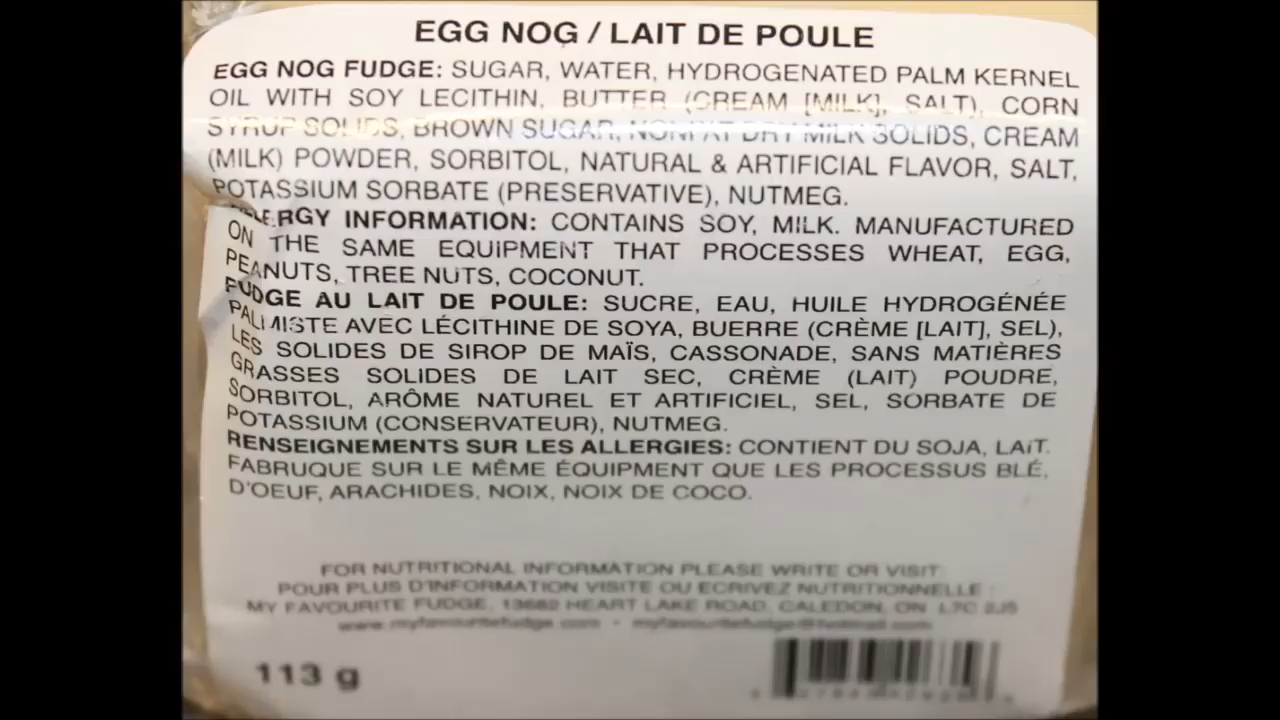 EGG NOG / LAIT DE POULE
EGG NOG FUDGE: SUGAR, WATER, HYDROGENATED PALM KERNEL
OIL WITH SOY LECITHIN, BUTTER (CREAM [MILK], SALT), CORN
SYRUP SOLIDS, BROWN SUGAR, NONFAT DRY MILK SOLIDS, CREAM
(MILK) POWDER, SORBITOL, NATURAL & ARTIFICIAL FLAVOR, SALT,
POTASSIUM SORBATE (PRESERVATIVE), NUTMEG.
ALLERGY INFORMATION: CONTAINS SOY, MILK. MANUFACTURED
ON THE SAME EQUIPMENT THAT PROCESSES WHEAT, EGG,
PEANUTS, TREE NUTS, COCONUT.
FUDGE AU LAIT DE POULE: SUCRE, EAU, HUILE HYDROGÉNÉE
PALMISTE AVEC LÉCITHINE DE SOYA, BUERRE (CRÈME [LAIT], SEL),
LES SOLIDES DE SIROP DE MAÏS, CASSONADE, SANS MATIÈRES
GRASSES SOLIDES DE LAIT SEC, CRÈME (LAIT) POUDRE,
SORBITOL, ARÔME NATUREL ET ARTIFICIEL, SEL, SORBATE DE
POTASSIUM (CONSERVATEUR), NUTMEG.
RENSEIGNEMENTS SUR LES ALLERGIES: CONTIENT DU SOJA, LAIT.
FABRUQUE SUR LE MÊME ÉQUIPMENT QUE LES PROCESSUS BLÉ,
D'OEUF, ARACHIDES, NOIX, NOIX DE COCO.
FOR NUTRITIONAL INFORMATION PLEASE WRITE OR VISIT:
POUR PLUS D'INFORMATION VISITE OU ECRIVEZ NUTRITIONNELLE :
MY FAVOURITE FUDGE, 13682 HEART LAKE ROAD, CALEDON, ON L7C 2J5
www.myfavouritefudge.com • myfavouritefudge@hotmail.com
113 g